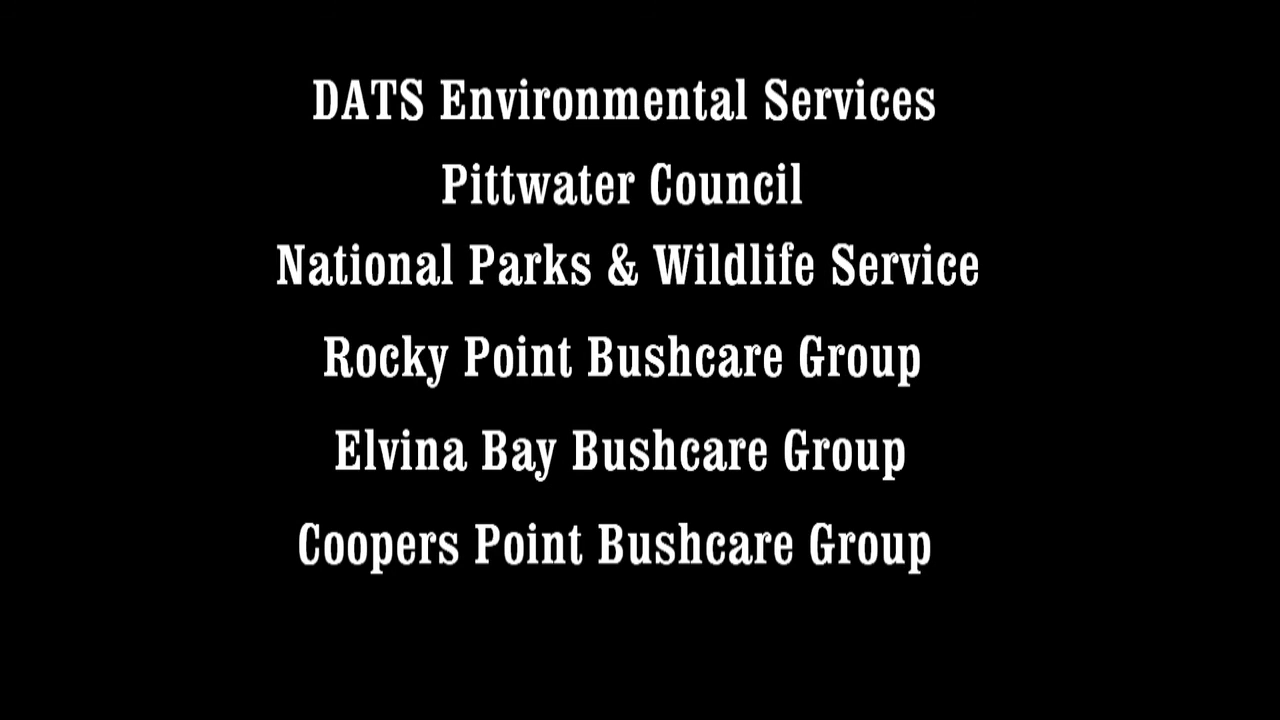 DATS Environmental Services
Pittwater Council
National Parks & Wildlife Service
Rocky Point Bushcare Group
Elvina Bay Bushcare Group
Coopers Point Bushcare Group